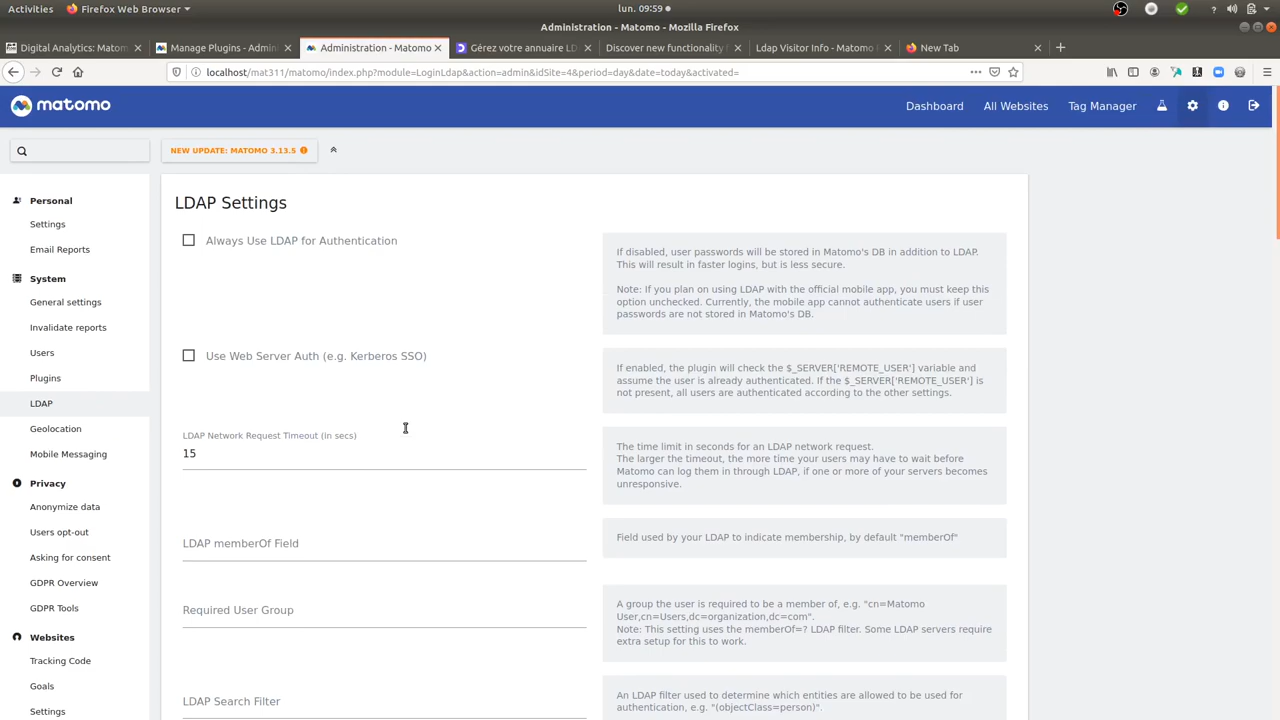 Activities
Firefox Web Browser
lun. 09:59
Administration - Matomo - Mozilla Firefox
Digital Analytics: Matom
Manage Plugins - Admin
Administration - Matomo
Gérez votre annuaire LD
Discover new functionality f
Ldap Visitor Info - Matomo
New Tab
localhost/mat311/matomo/index.php?module=LoginLdap&action=admin&idSite=4&period=day&date=today&activated=
matomo
Dashboard
All Websites
Tag Manager
NEW UPDATE: MATOMO 3.13.5
Personal
Settings
Email Reports
System
General settings
Invalidate reports
Users
Plugins
LDAP
Geolocation
Mobile Messaging
Privacy
Anonymize data
Users opt-out
Asking for consent
GDPR Overview
GDPR Tools
Websites
Tracking Code
Goals
Settings
LDAP Settings
Always Use LDAP for Authentication
If disabled, user passwords will be stored in Matomo's DB in addition to LDAP.
This will result in faster logins, but is less secure.
Note: If you plan on using LDAP with the official mobile app, you must keep this
option unchecked. Currently, the mobile app cannot authenticate users if user
passwords are not stored in Matomo's DB.
Use Web Server Auth (e.g. Kerberos SSO)
If enabled, the plugin will check the $_SERVER['REMOTE_USER'] variable and
assume the user is already authenticated. If the $_SERVER['REMOTE_USER'] is
not present, all users are authenticated according to the other settings.
LDAP Network Request Timeout (in secs)
15
The time limit in seconds for an LDAP network request.
The larger the timeout, the more time your users may have to wait before
Matomo can log them in through LDAP, if one or more of your servers becomes
unresponsive.
LDAP memberOf Field
Field used by your LDAP to indicate membership, by default "memberOf"
Required User Group
A group the user is required to be a member of, e.g. "cn=Matomo
User,cn=Users,dc=organization,dc=com".
Note: This setting uses the memberOf=? LDAP filter. Some LDAP servers require
extra setup for this to work.
LDAP Search Filter
An LDAP filter used to determine which entities are allowed to be used for
authentication, e.g. "(objectClass=person)".